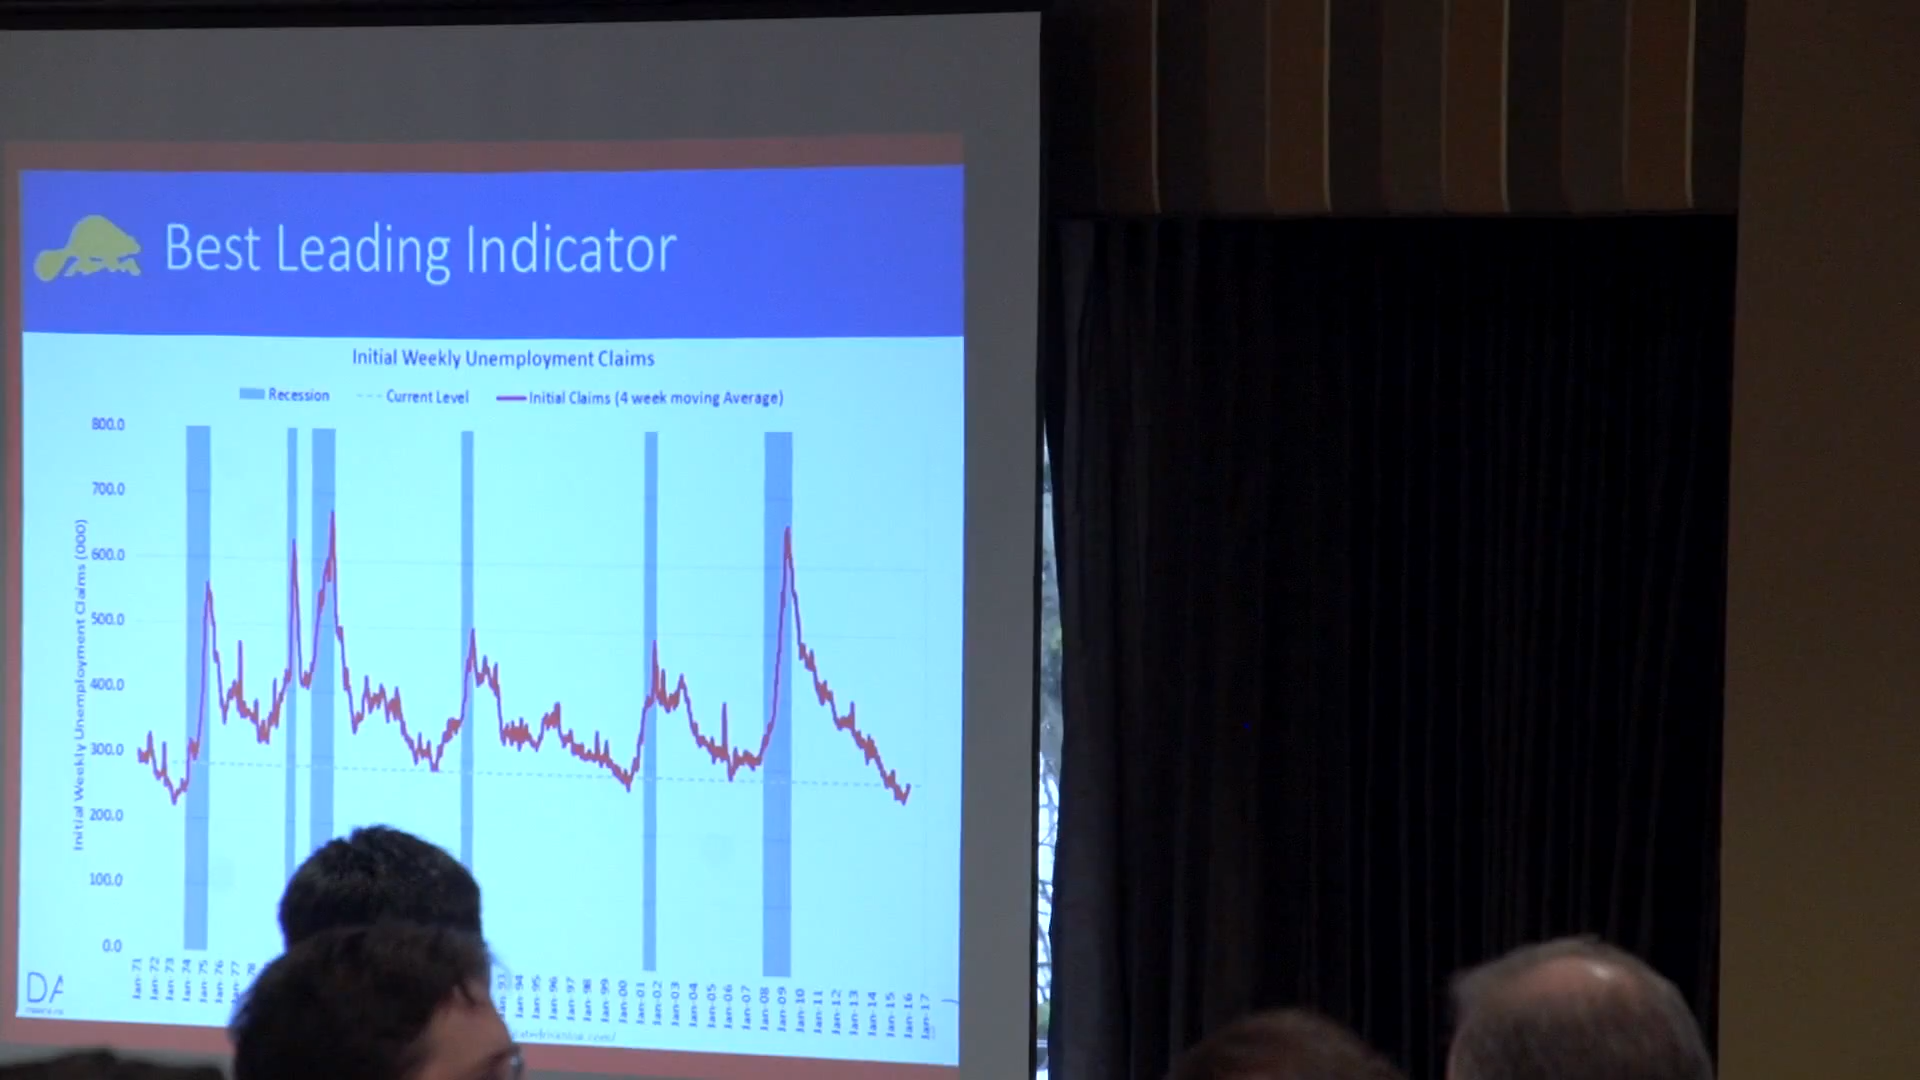 Best Leading Indicator
Initial Weekly Unemployment Claims
Recession
Current Level
Initial Claims (4 week moving Average)
Initial Weekly Unemployment Claims (000)
800.0
700.0
600.0
500.0
400.0
300.0
200.0
100.0
0.0
Jan-71
Jan-72
Jan-73
Jan-74
Jan-75
Jan-76
Jan-77
78
Jan-93
Jan-94
Jan-95
Jan-96
Jan-97
Jan-98
Jan-99
Jan-00
Jan-01
Jan-02
Jan-03
Jan-04
Jan-05
Jan-06
Jan-07
Jan-08
Jan-09
Jan-10
Jan-11
Jan-12
Jan-13
Jan-14
Jan-15
Jan-16
Jan-17